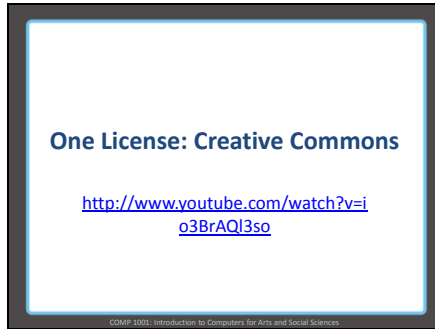 One License: Creative Commons
http://www.youtube.com/watch?v=i
o3BrAQl3so
COMP 1001: Introduction to Computers for Arts and Social Sciences